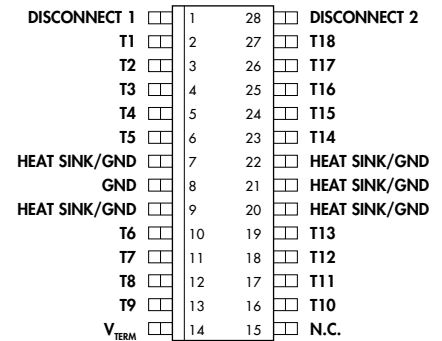 DISCONNECT 1 1 28 DISCONNECT 2
T1 2 27 T18
T2 3 26 T17
T3 4 25 T16
T4 5 24 T15
T5 6 23 T14
HEAT SINK/GND 7 22 HEAT SINK/GND
GND 8 21 HEAT SINK/GND
HEAT SINK/GND 9 20 HEAT SINK/GND
T6 10 19 T13
T7 11 18 T12
T8 12 17 T11
T9 13 16 T10
VTERM 14 15 N.C.